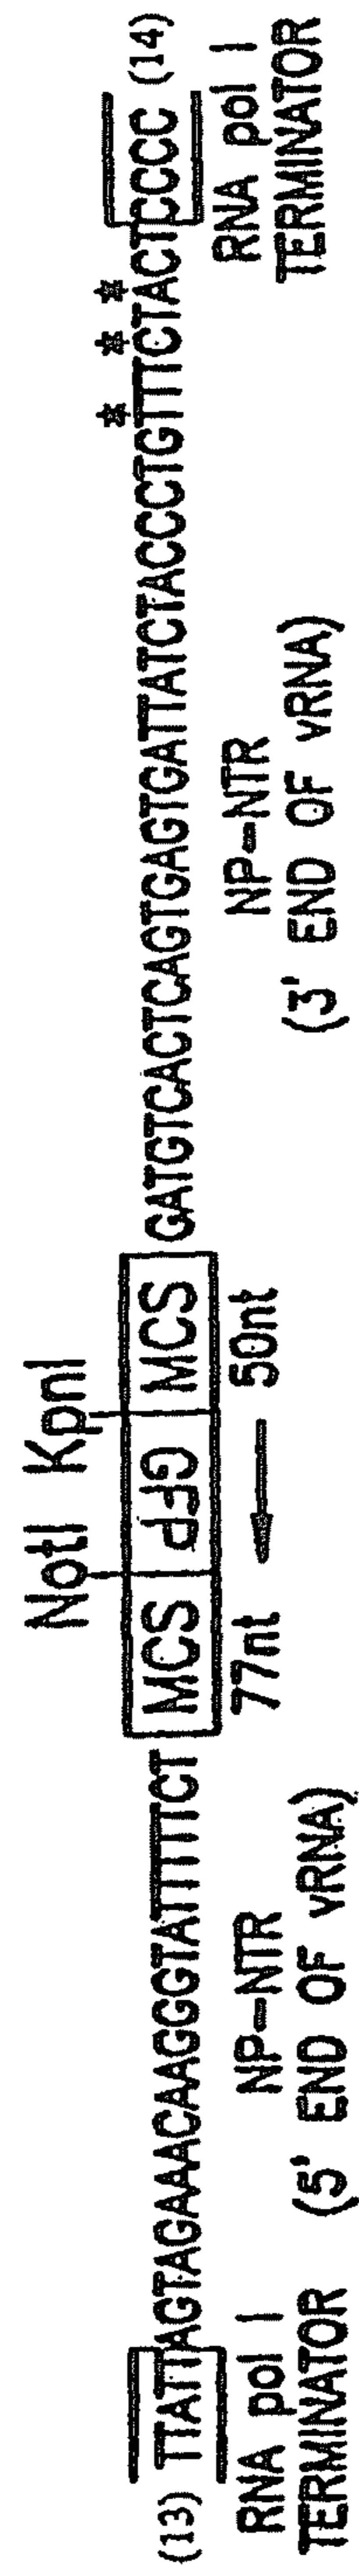 NotI KpnI
* * *
(13) TTATTAGTAGAAACAAGGGTATTTTTCT MCS GFP MCS GATGTCACTCAGTGAGTGATTATCTACCCTGTTTCTACTCCCC (14)
77nt 50nt
RNA pol I
TERMINATOR
NP-NTR
(5' END OF vRNA)
NP-NTR
(3' END OF vRNA)
RNA pol I
TERMINATOR